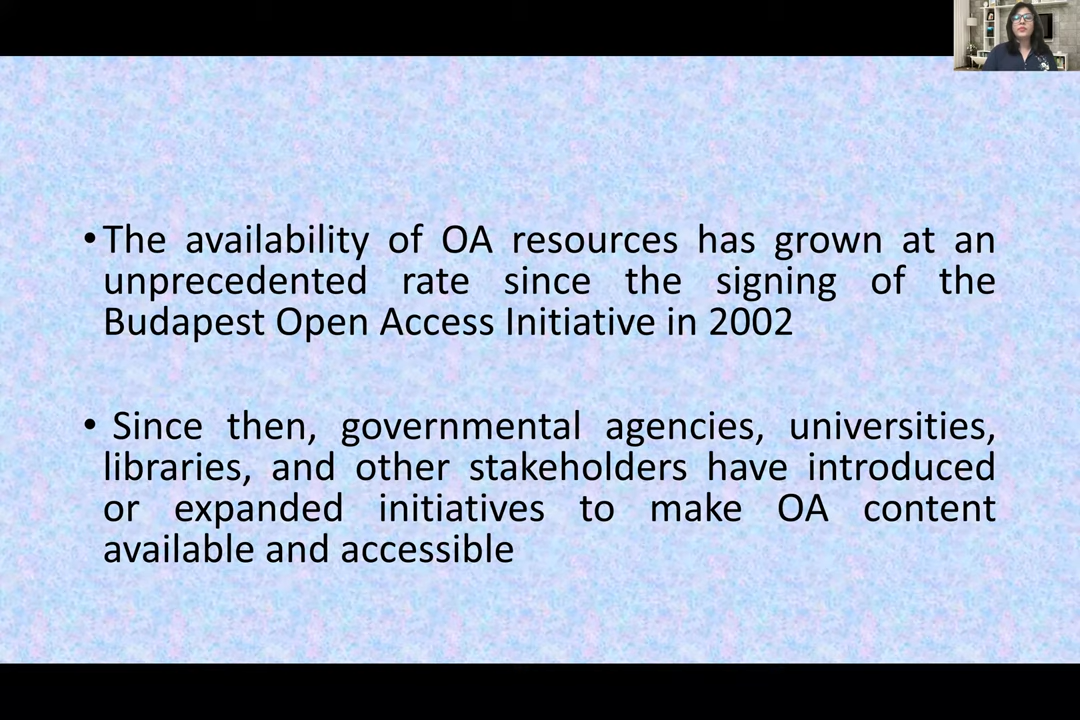 •The availability of OA resources has grown at an
unprecedented rate since the signing of the
Budapest Open Access Initiative in 2002
• Since then, governmental agencies, universities,
libraries, and other stakeholders have introduced
or expanded initiatives to make OA content
available and accessible